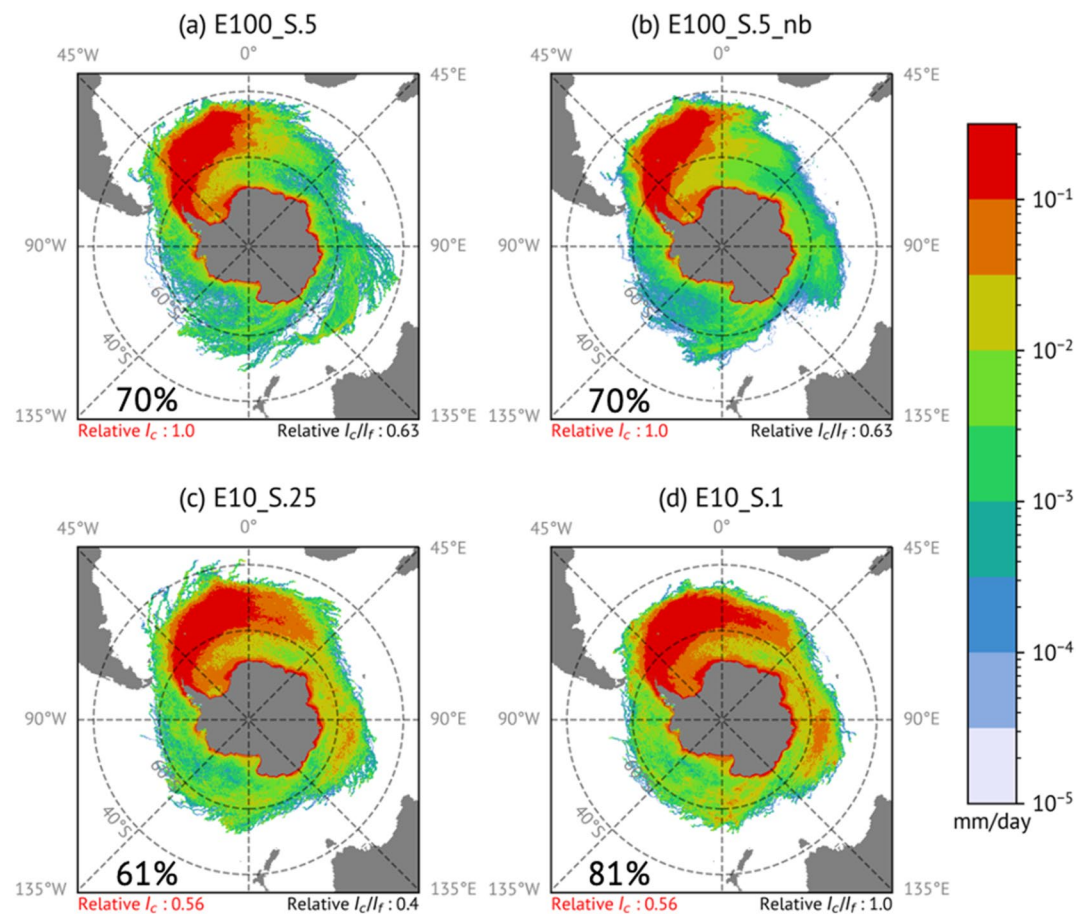 (a) E100_S.5
(b) E100_S.5_nb
45°W 0° 45°E
45°W 0° 45°E
90°W 60°S 90°E
90°W 60°S 90°E
40°S
40°S
70%
70%
135°W 135°E
135°W 135°E
Relative Ic : 1.0 Relative Ic/If : 0.63
Relative Ic : 1.0 Relative Ic/If : 0.63
(c) E10_S.25
(d) E10_S.1
45°W 0° 45°E
45°W 0° 45°E
90°W 90°E
90°W 90°E
40°S
40°S
61%
81%
135°W 135°E
135°W 135°E
Relative Ic : 0.56 Relative Ic/If : 0.4
Relative Ic : 0.56 Relative Ic/If : 1.0
10⁻¹
10⁻²
10⁻³
10⁻⁴
10⁻⁵
mm/day